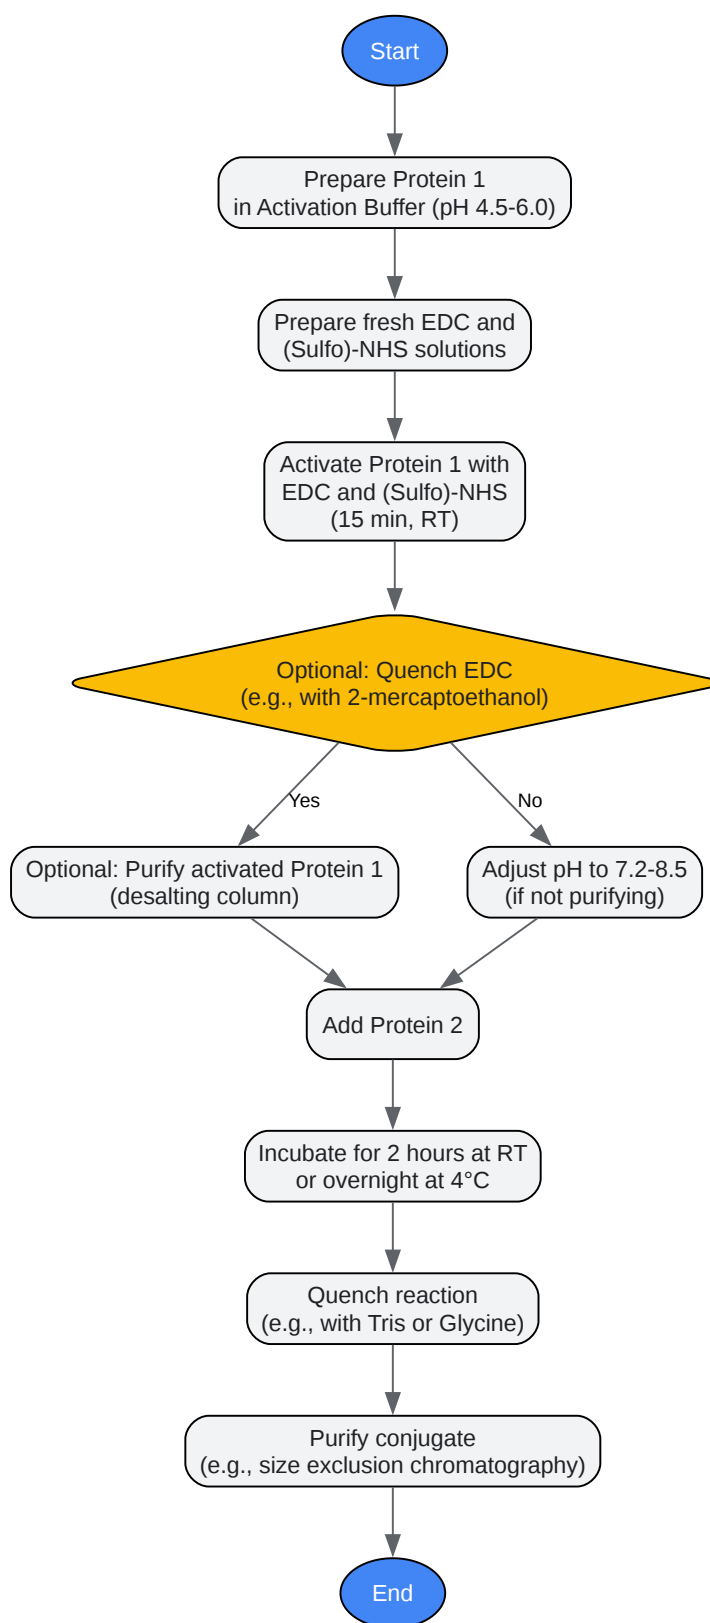 Start
Prepare Protein 1
in Activation Buffer (pH 4.5-6.0)
Prepare fresh EDC and
(Sulfo)-NHS solutions
Activate Protein 1 with
EDC and (Sulfo)-NHS
(15 min, RT)
Optional: Quench EDC
(e.g., with 2-mercaptoethanol)
Yes
No
Optional: Purify activated Protein 1
(desalting column)
Adjust pH to 7.2-8.5
(if not purifying)
Add Protein 2
Incubate for 2 hours at RT
or overnight at 4°C
Quench reaction
(e.g., with Tris or Glycine)
Purify conjugate
(e.g., size exclusion chromatography)
End